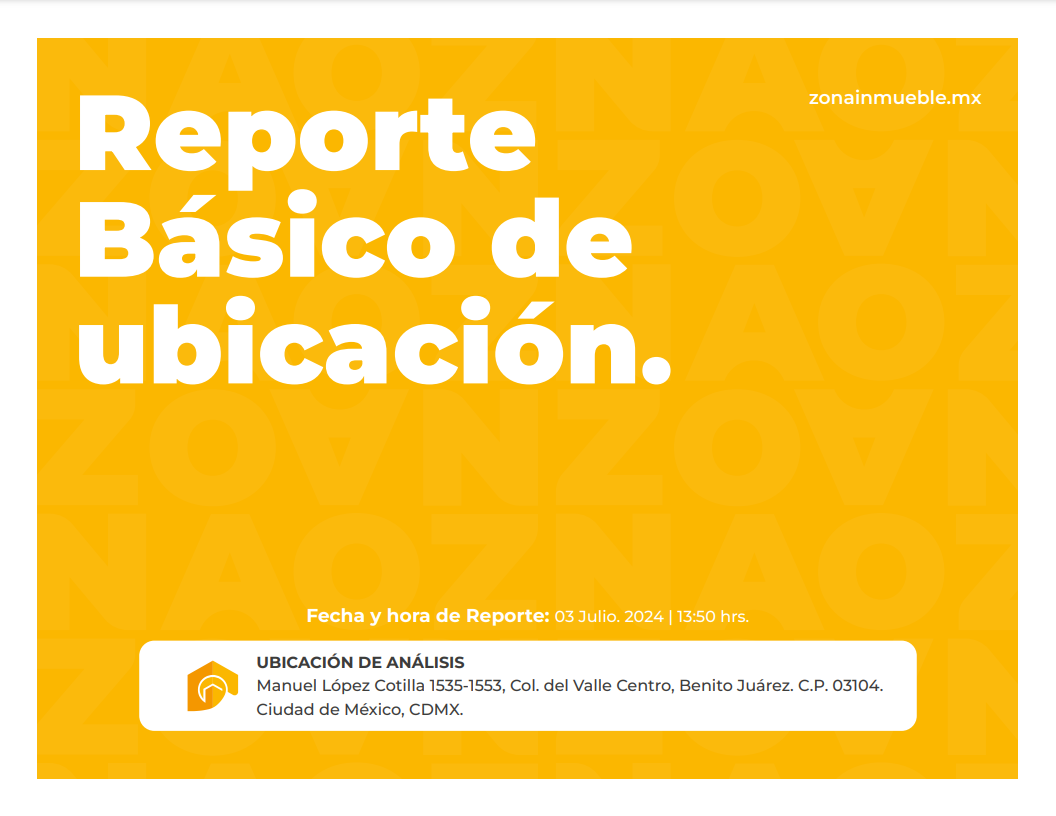 zonainmueble.mx
Reporte
Básico de
ubicación.
Fecha y hora de Reporte: 03 Julio. 2024 | 13:50 hrs.
UBICACIÓN DE ANÁLISIS
Manuel López Cotilla 1535-1553, Col. del Valle Centro, Benito Juárez. C.P. 03104.
Ciudad de México, CDMX.